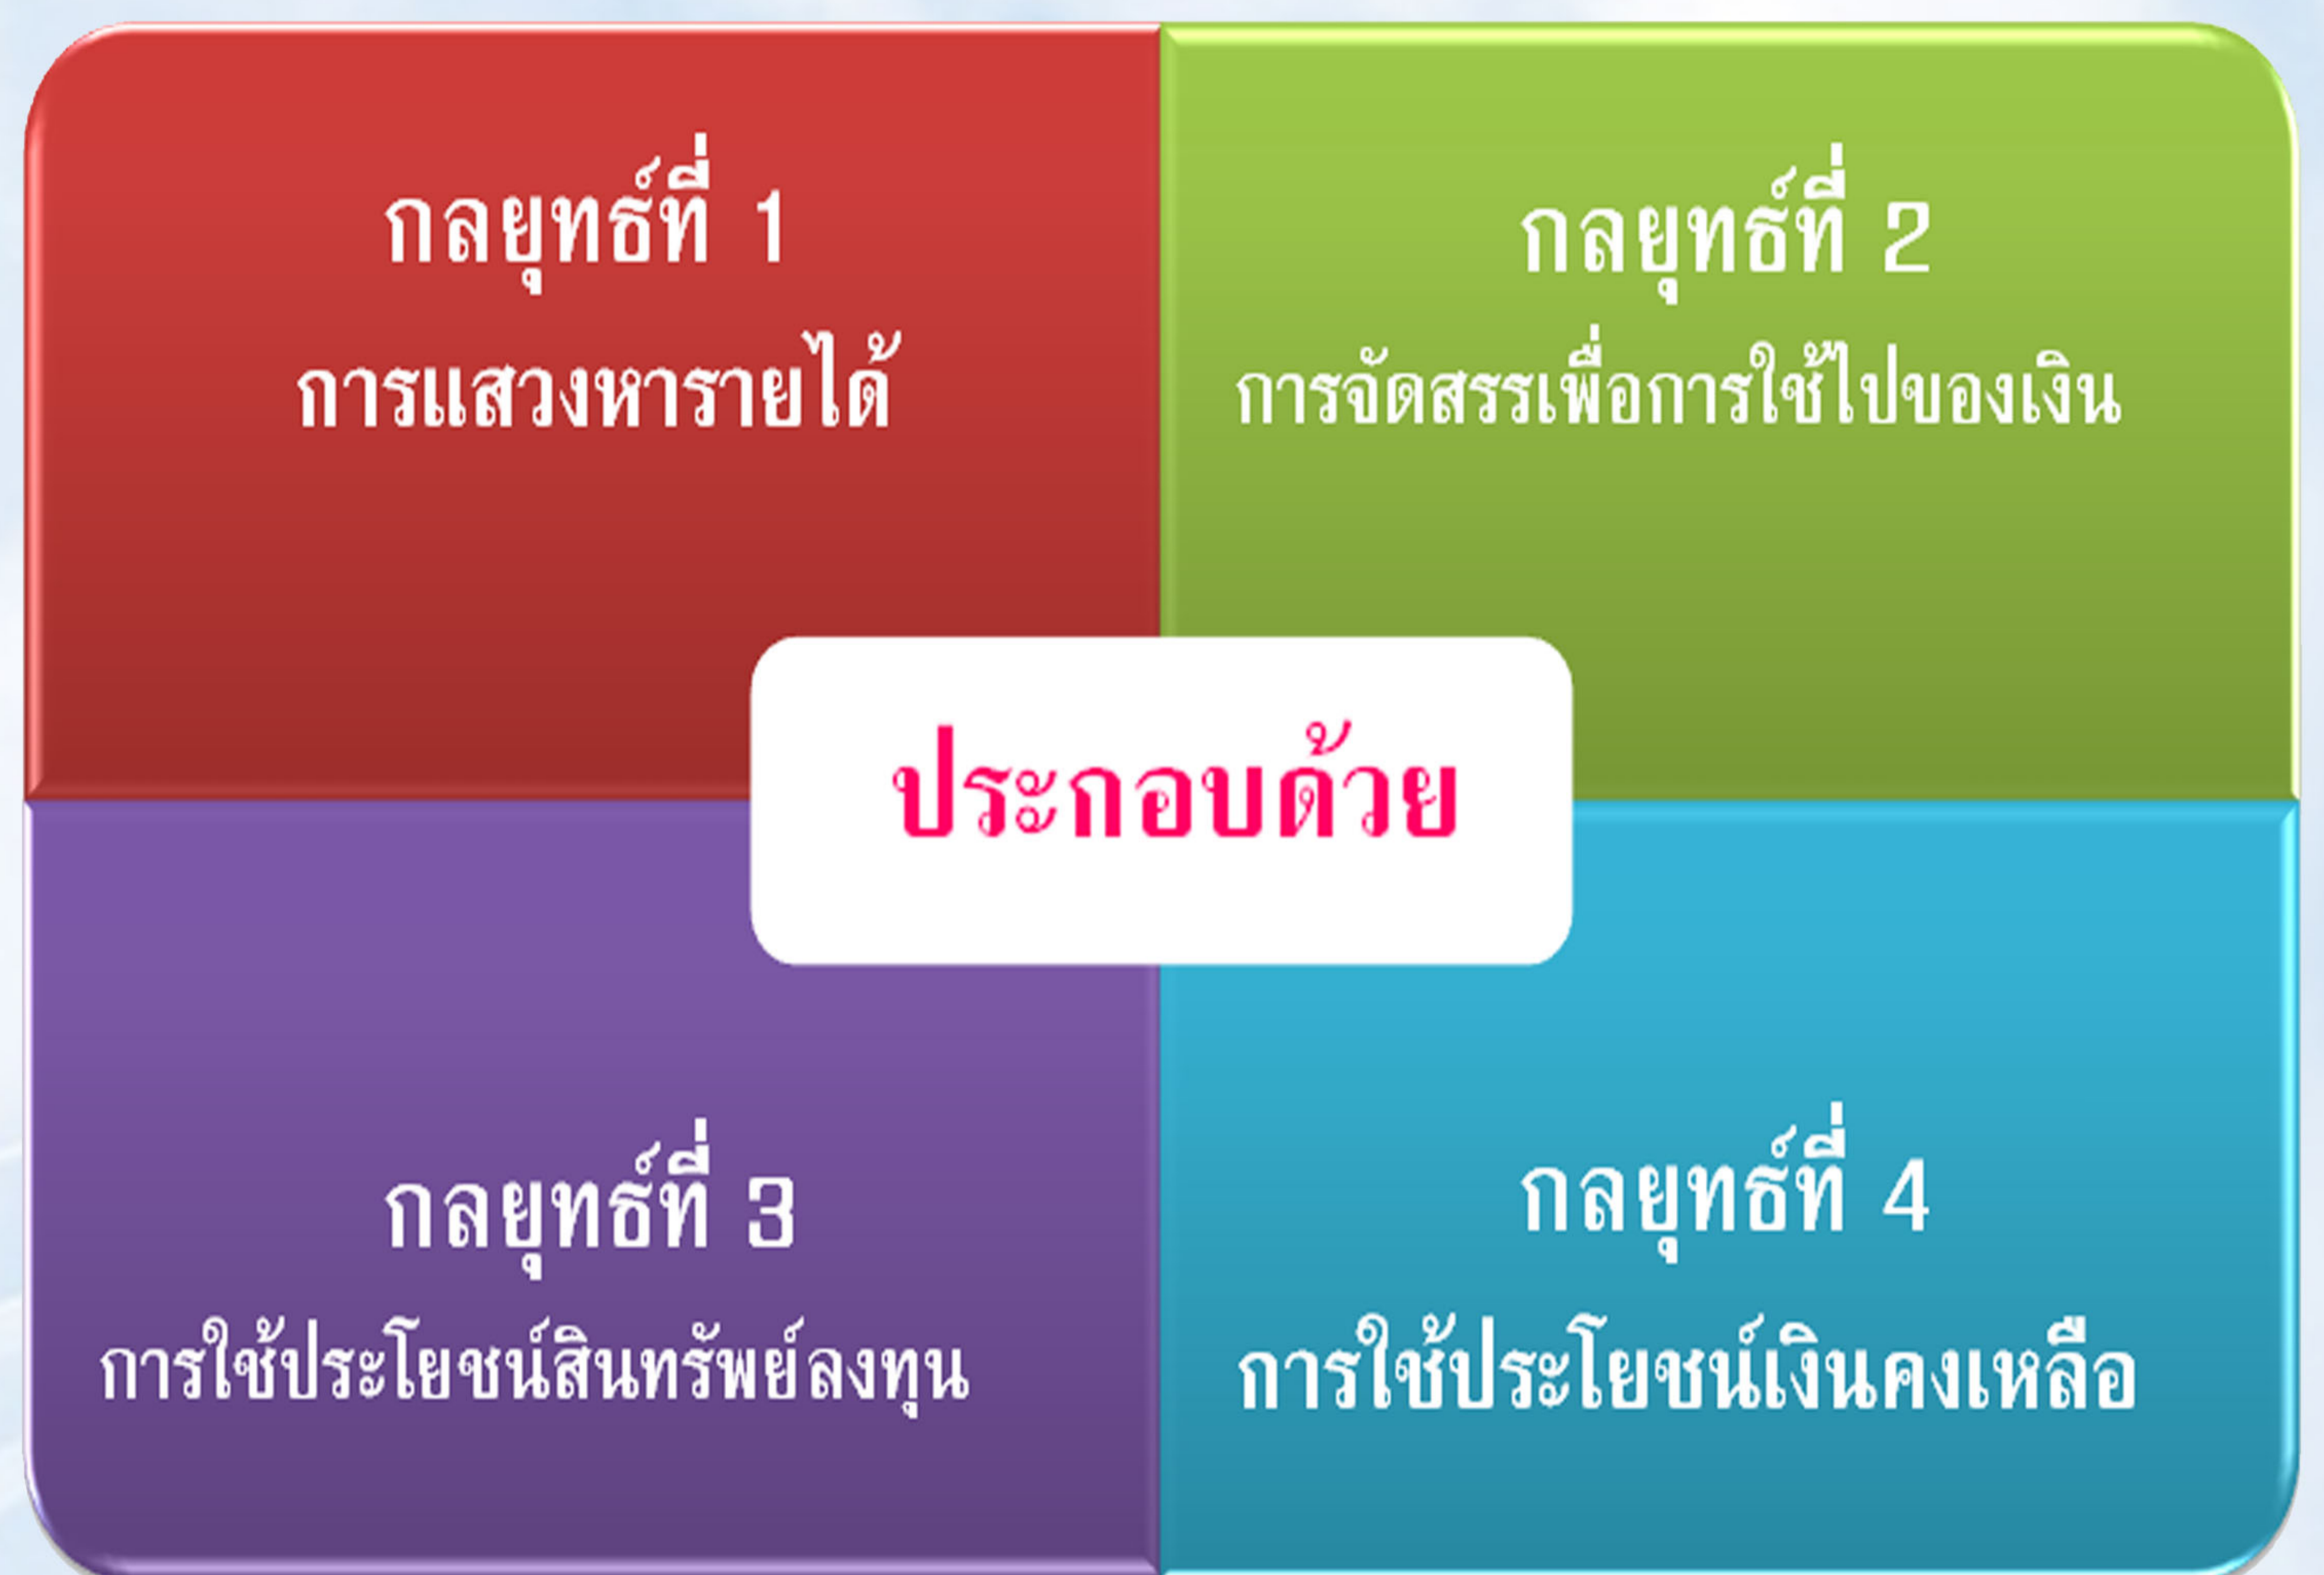 กลยุทธ์ที่ 1
การแสวงหารายได้
กลยุทธ์ที่ 2
การจัดสรรเพื่อการใช้ไปของเงิน
ประกอบด้วย
กลยุทธ์ที่ 3
การใช้ประโยชน์สินทรัพย์ลงทุน
กลยุทธ์ที่ 4
การใช้ประโยชน์เงินคงเหลือ